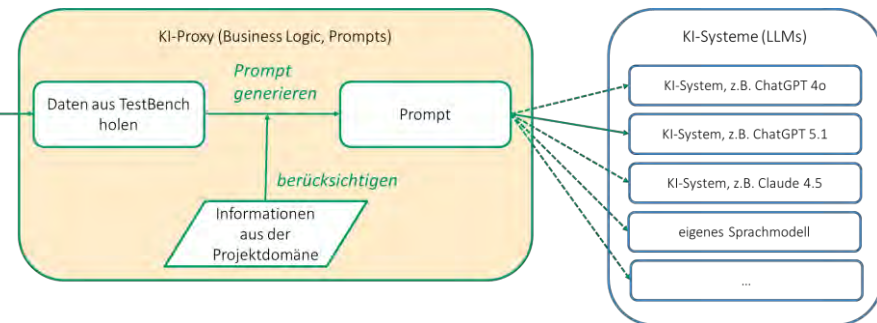 KI-Proxy (Business Logic, Prompts)
Prompt
generieren
Daten aus TestBench
holen
Prompt
berücksichtigen
Informationen
aus der
Projektdomäne
KI-Systeme (LLMs)
KI-System, z.B. ChatGPT 4o
KI-System, z.B. ChatGPT 5.1
KI-System, z.B. Claude 4.5
eigenes Sprachmodell
...